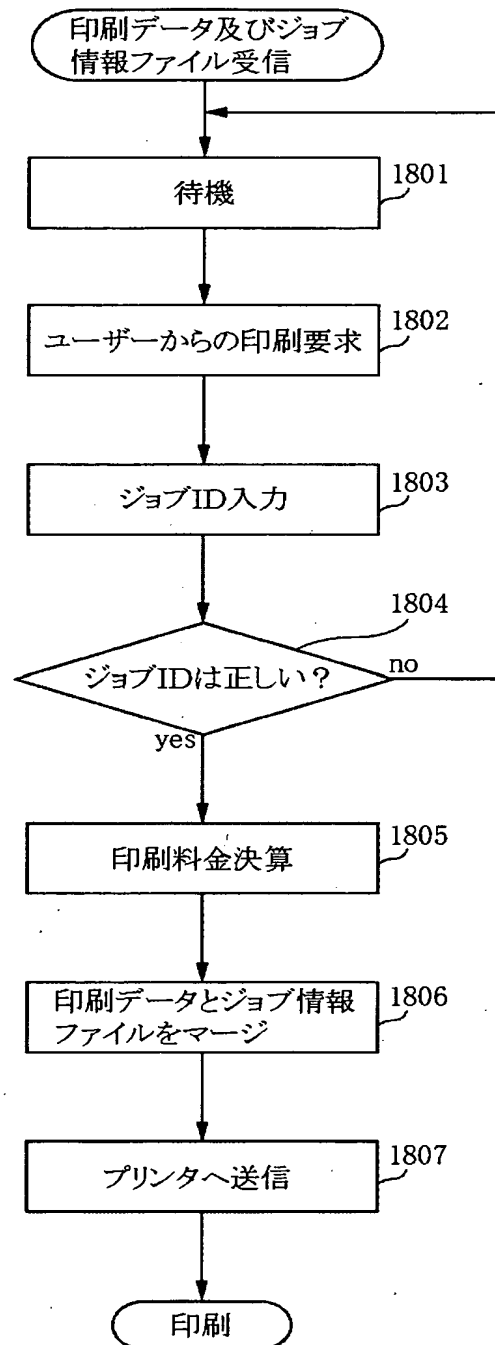 印刷データ及びジョブ
情報ファイル受信
1801
待機
1802
ユーザーからの印刷要求
1803
ジョブID入力
1804
ジョブIDは正しい？
no
yes
1805
印刷料金決算
1806
印刷データとジョブ情報
ファイルをマージ
1807
プリンタへ送信
印刷